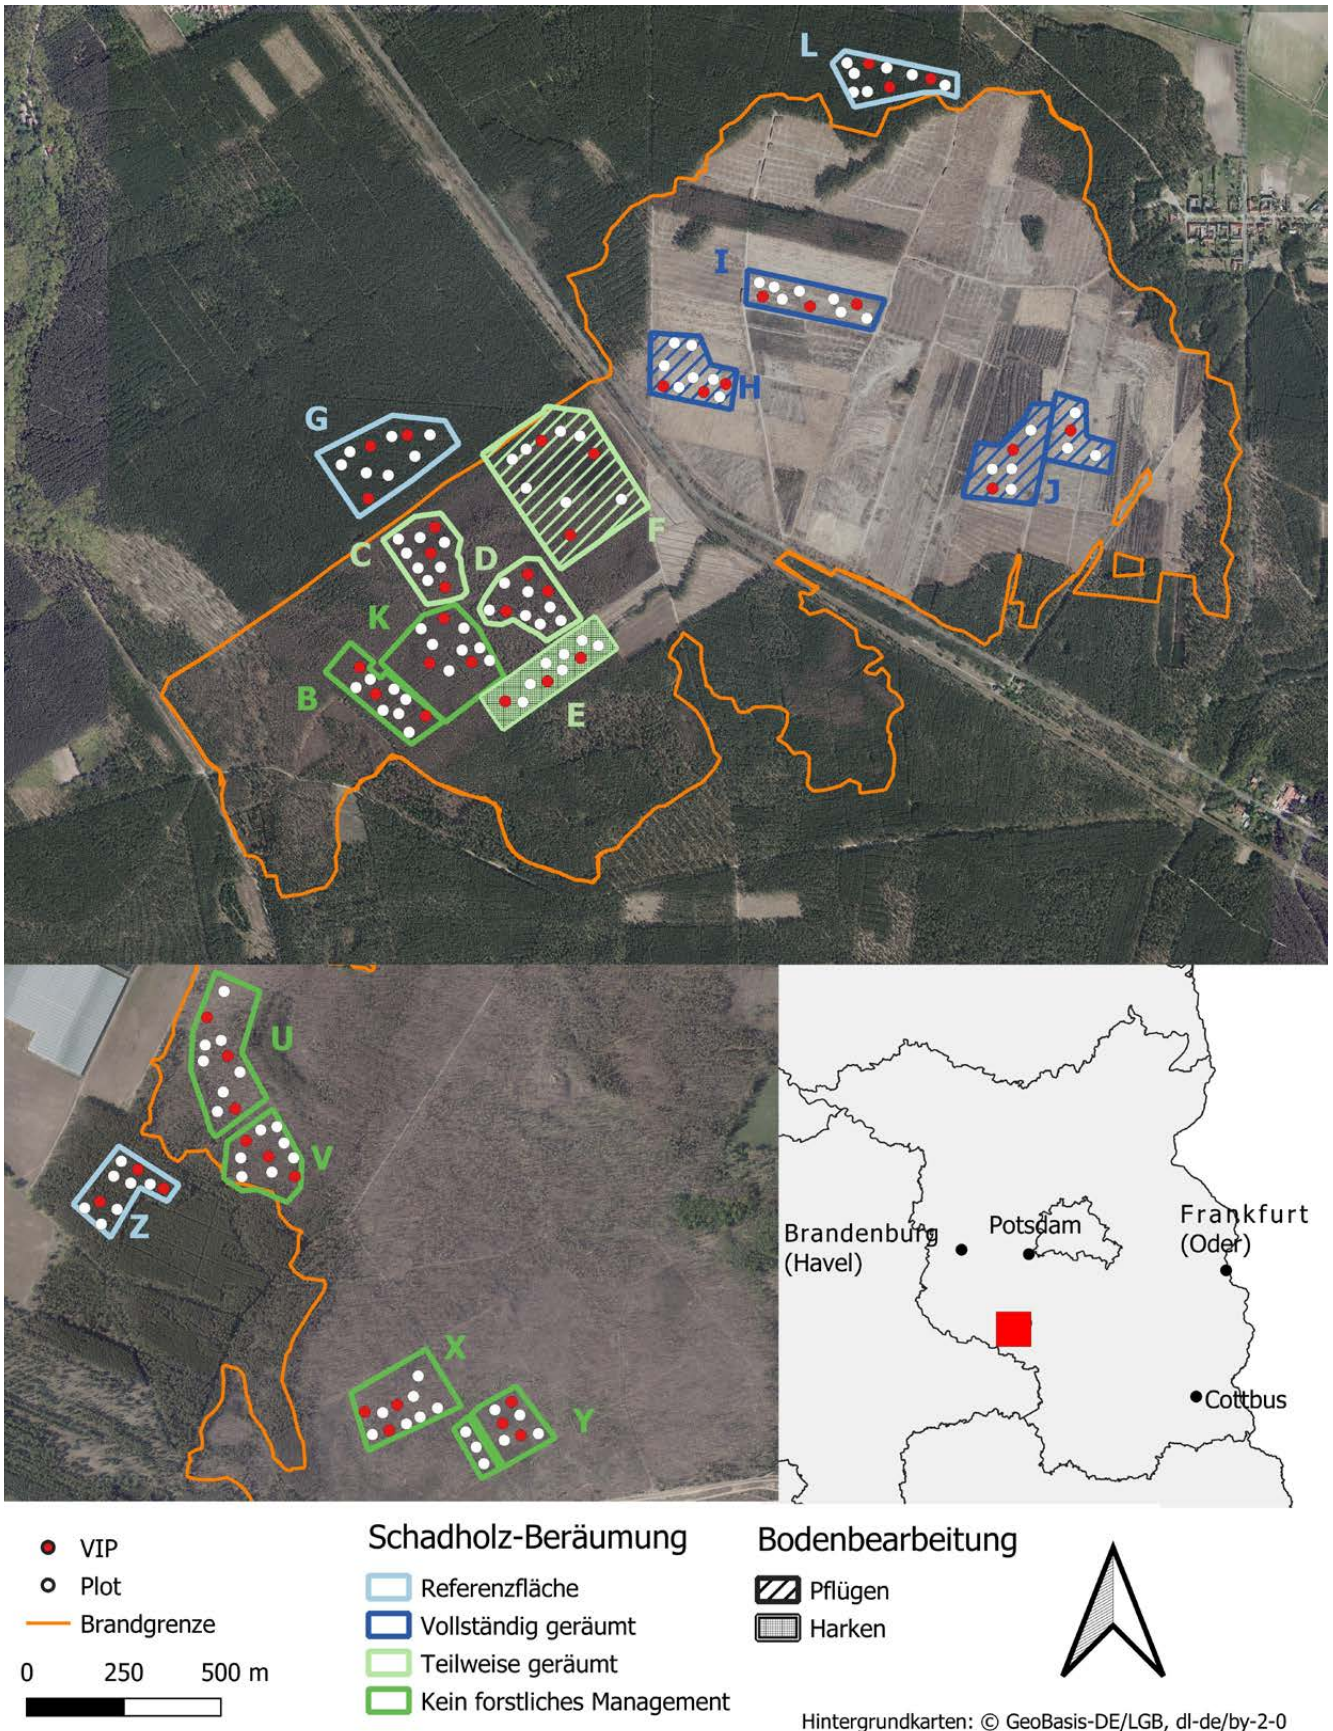 L
I
H
G
J
F
C
D
K
B
E
U
V
Z
X
Y
Brandenburg
(Havel)
Potsdam
Frankfurt
(Oder)
Cottbus
VIP
Plot
Brandgrenze
0 250 500 m
Schadholz-Beräumung
Referenzfläche
Vollständig geräumt
Teilweise geräumt
Kein forstliches Management
Bodenbearbeitung
Pflügen
Harken
Hintergrundkarten: © GeoBasis-DE/LGB, dl-de/by-2-0